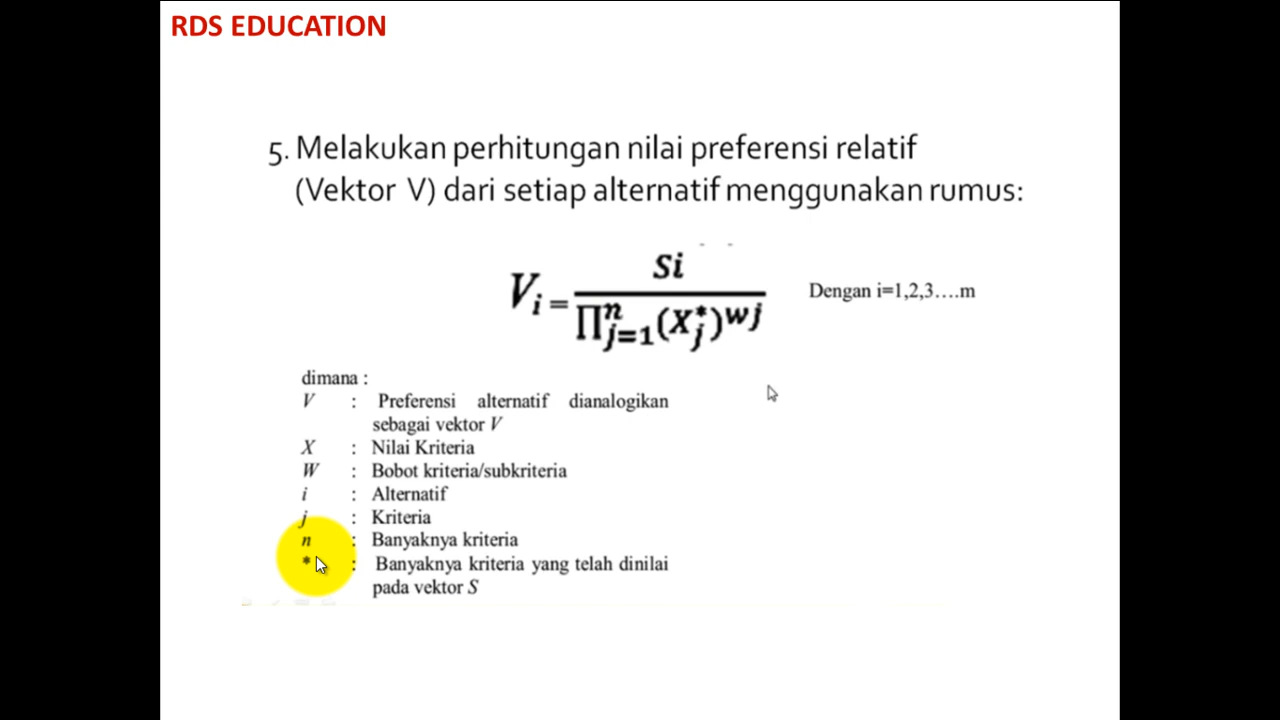 RDS EDUCATION
5. Melakukan perhitungan nilai preferensi relatif
(Vektor V) dari setiap alternatif menggunakan rumus:
V_i = Si / ∏_{j=1}^{n} (X_j^*)^{wj}   Dengan i=1,2,3….m
dimana :
V : Preferensi alternatif dianalogikan
sebagai vektor V
X : Nilai Kriteria
W : Bobot kriteria/subkriteria
i : Alternatif
j : Kriteria
n : Banyaknya kriteria
* : Banyaknya kriteria yang telah dinilai
pada vektor S